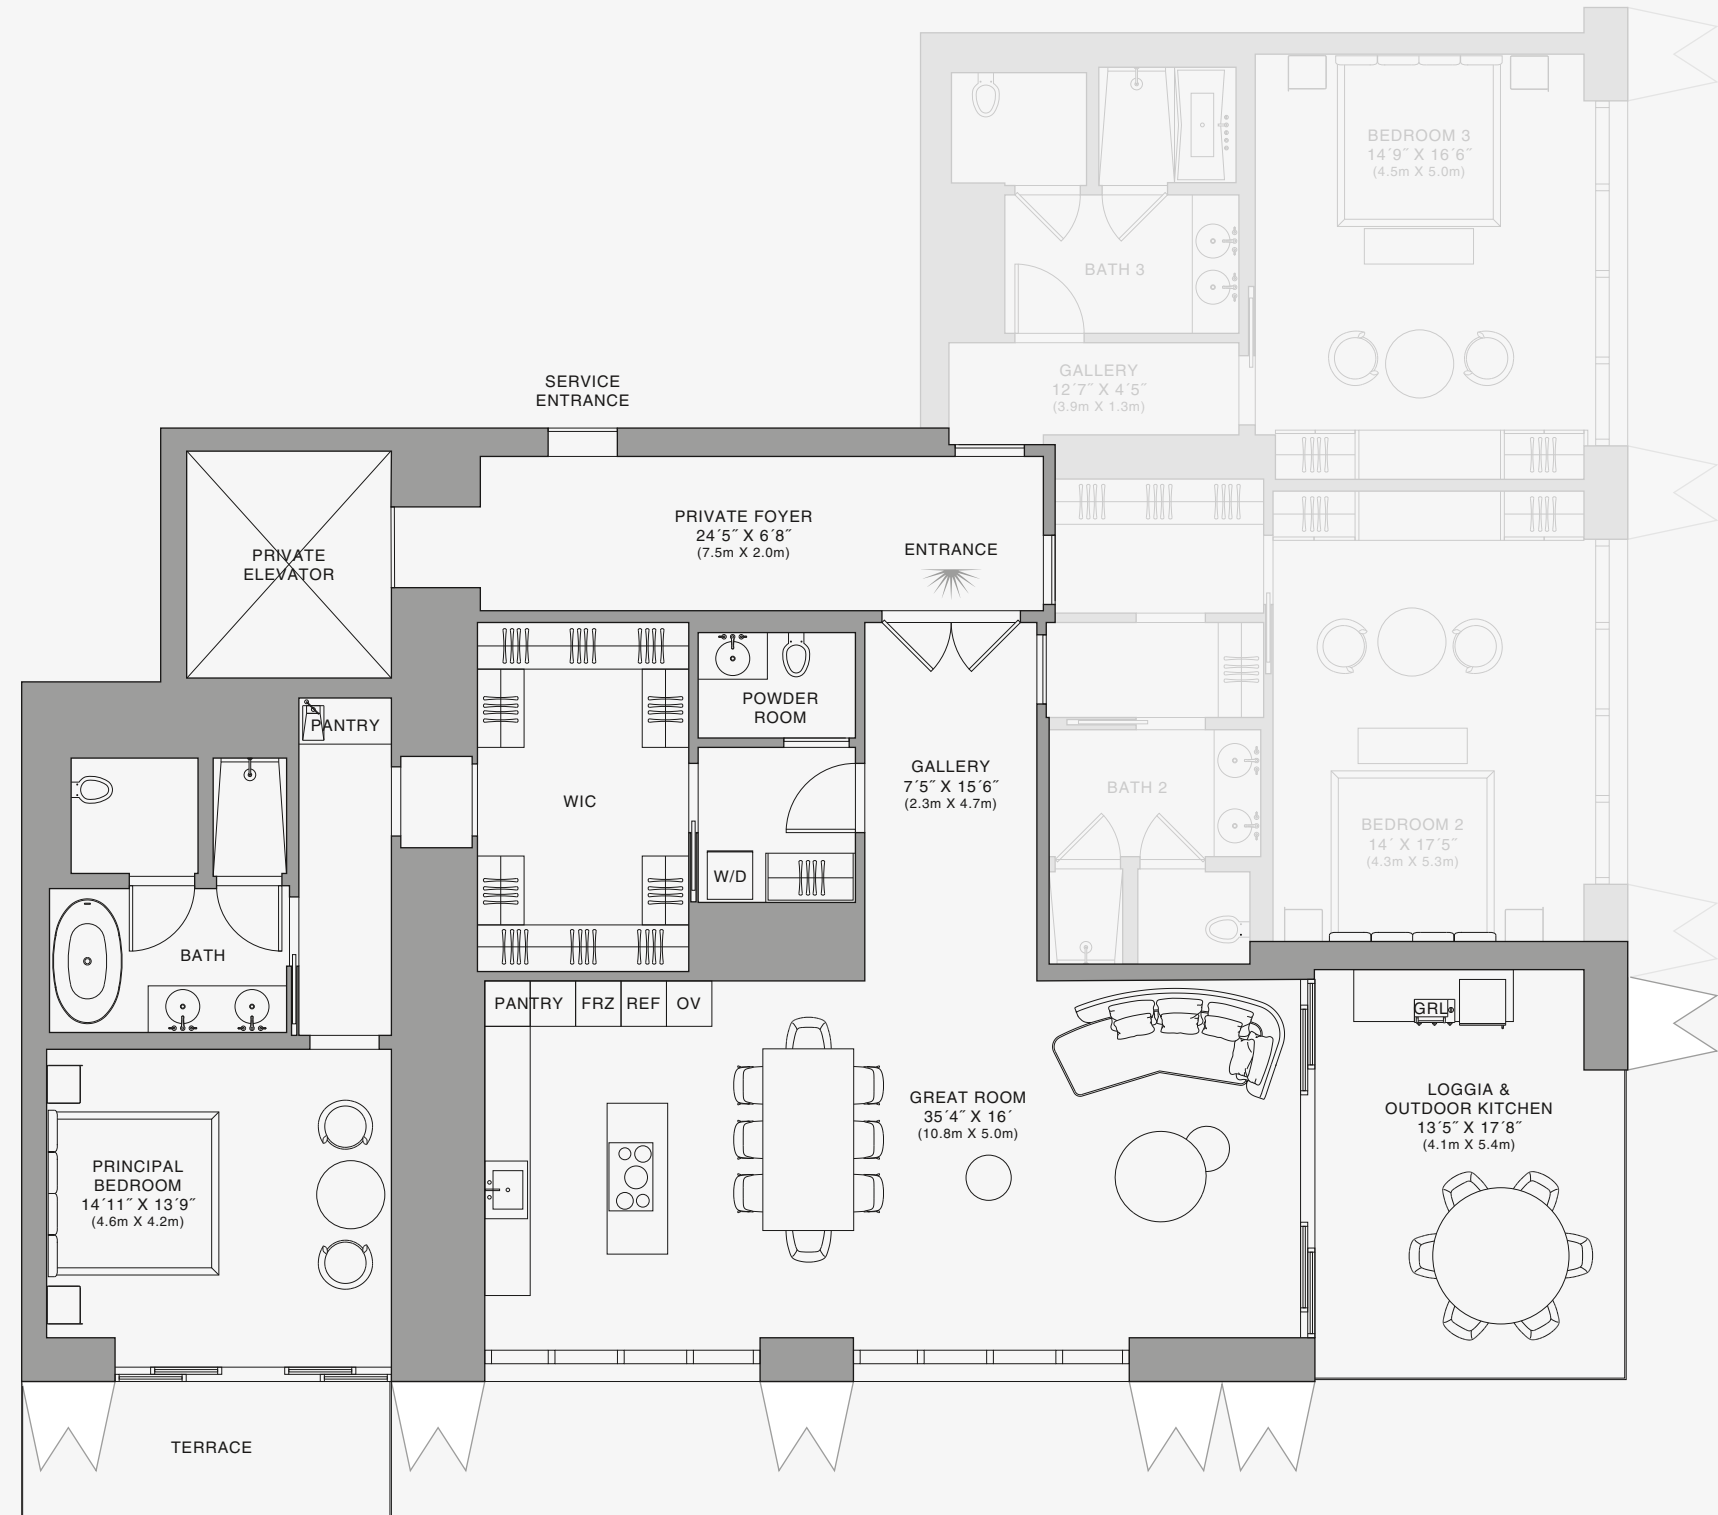 BEDROOM 3
14´9˝ X 16´6˝
(4.5m X 5.0m)
BATH 3
GALLERY
12´7˝ X 4´5˝
(3.9m X 1.3m)
SERVICE
ENTRANCE
PRIVATE FOYER
24´5˝ X 6´8˝
(7.5m X 2.0m)
ENTRANCE
PRIVATE
ELEVATOR
POWDER
ROOM
PANTRY
GALLERY
7´5˝ X 15´6˝
(2.3m X 4.7m)
WIC
BATH 2
BEDROOM 2
14´ X 17´5˝
(4.3m X 5.3m)
W/D
BATH
PANTRY
FRZ
REF
OV
GRL
GREAT ROOM
35´4˝ X 16´
(10.8m X 5.0m)
LOGGIA &
OUTDOOR KITCHEN
13´5˝ X 17´8˝
(4.1m X 5.4m)
PRINCIPAL
BEDROOM
14´11˝ X 13´9˝
(4.6m X 4.2m)
TERRACE